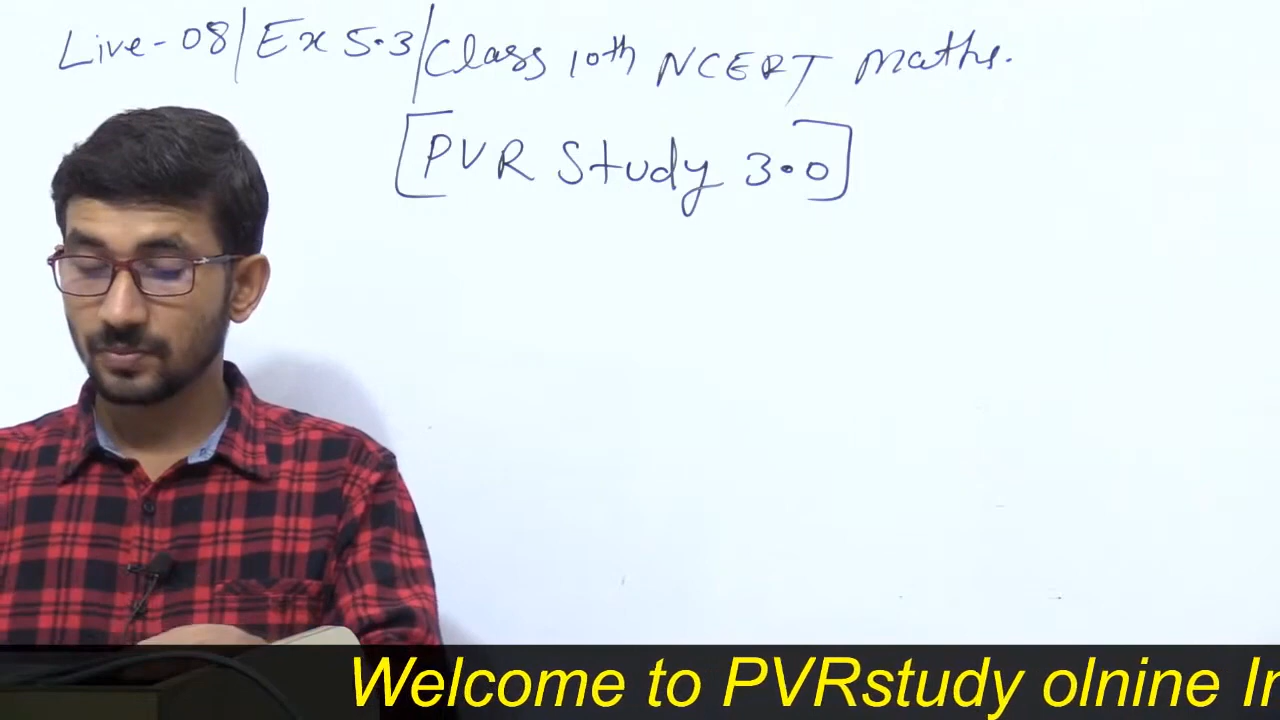 Live-08/Ex 5.3/Class 10th NCERT Maths.
[PVR Study 3.0]
Welcome to PVRstudy olnine In